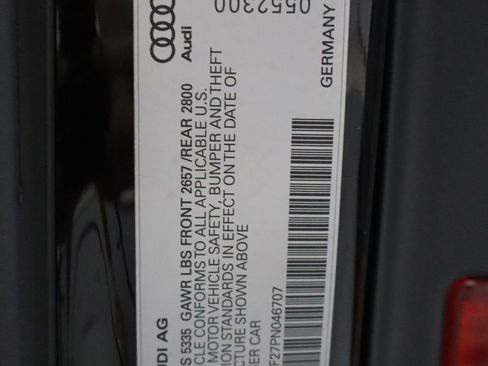 UDI AG
S 5335 GAWR LBS FRONT 2657 /REAR 2800
CLE CONFORMS TO ALL APPLICABLE U.S.
MOTOR VEHICLE SAFETY, BUMPER AND THEFT
ION STANDARDS IN EFFECT ON THE DATE OF
CTURE SHOWN ABOVE
ER CAR
F27PN046707
Audi
0552300
GERMANY